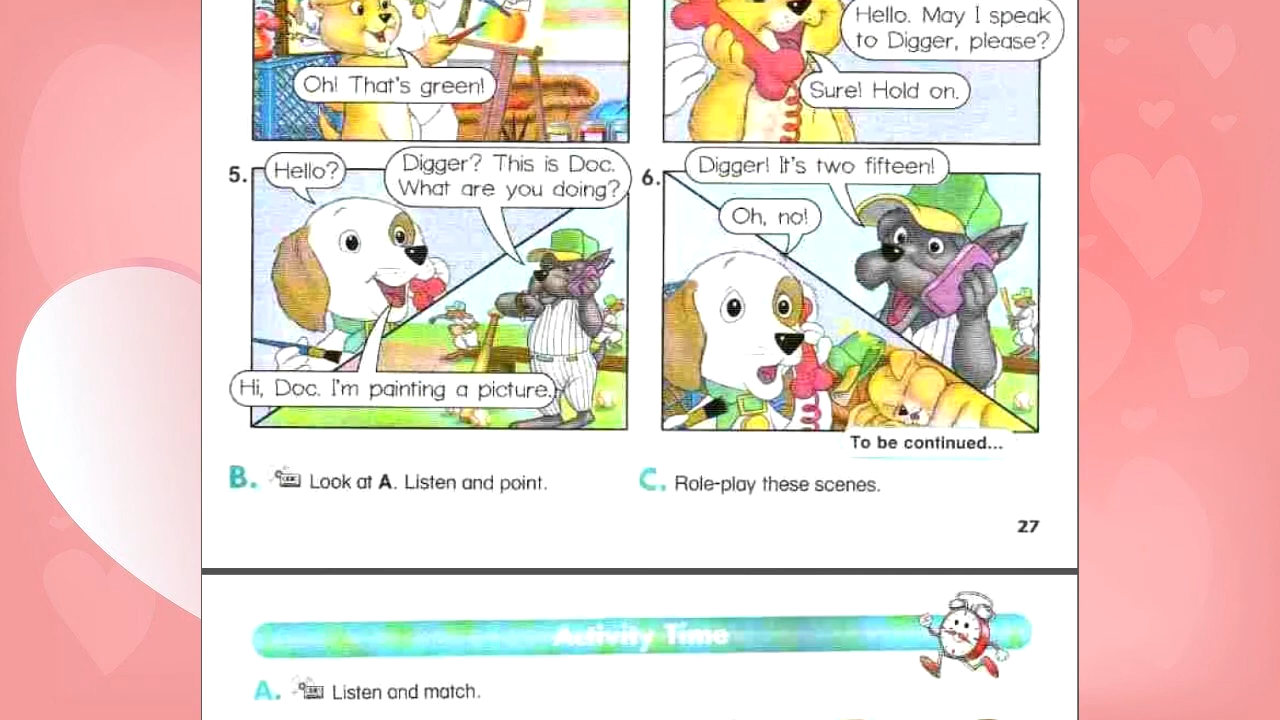 Oh! That's green!
Hello. May I speak
to Digger, please?
Sure! Hold on.
5.
Hello?
Digger? This is Doc.
What are you doing?
Hi, Doc. I'm painting a picture.
6.
Digger! It's two fifteen!
Oh, no!
To be continued...
B. Look at A. Listen and point.
C. Role-play these scenes.
27
Activity Time
A. Listen and match.